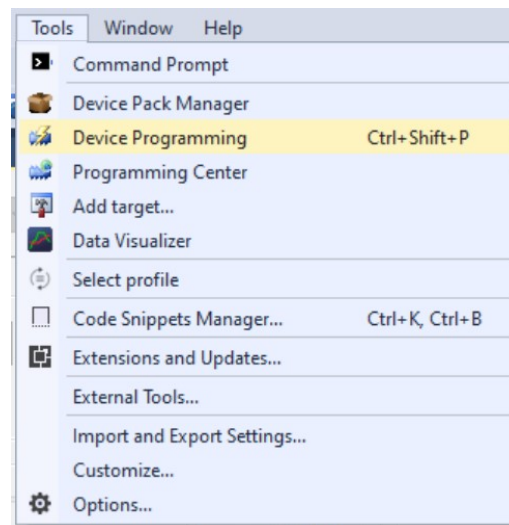 Tools Window Help
Command Prompt
Device Pack Manager
Device Programming Ctrl+Shift+P
Programming Center
Add target...
Data Visualizer
Select profile
Code Snippets Manager... Ctrl+K, Ctrl+B
Extensions and Updates...
External Tools...
Import and Export Settings...
Customize...
Options...